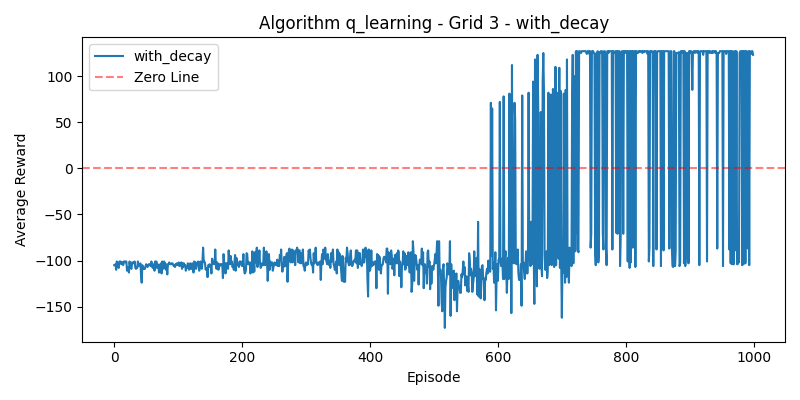 Algorithm q_learning - Grid 3 - with_decay
with_decay
Zero Line
Average Reward
100
50
0
−50
−100
−150
0
200
400
600
800
1000
Episode